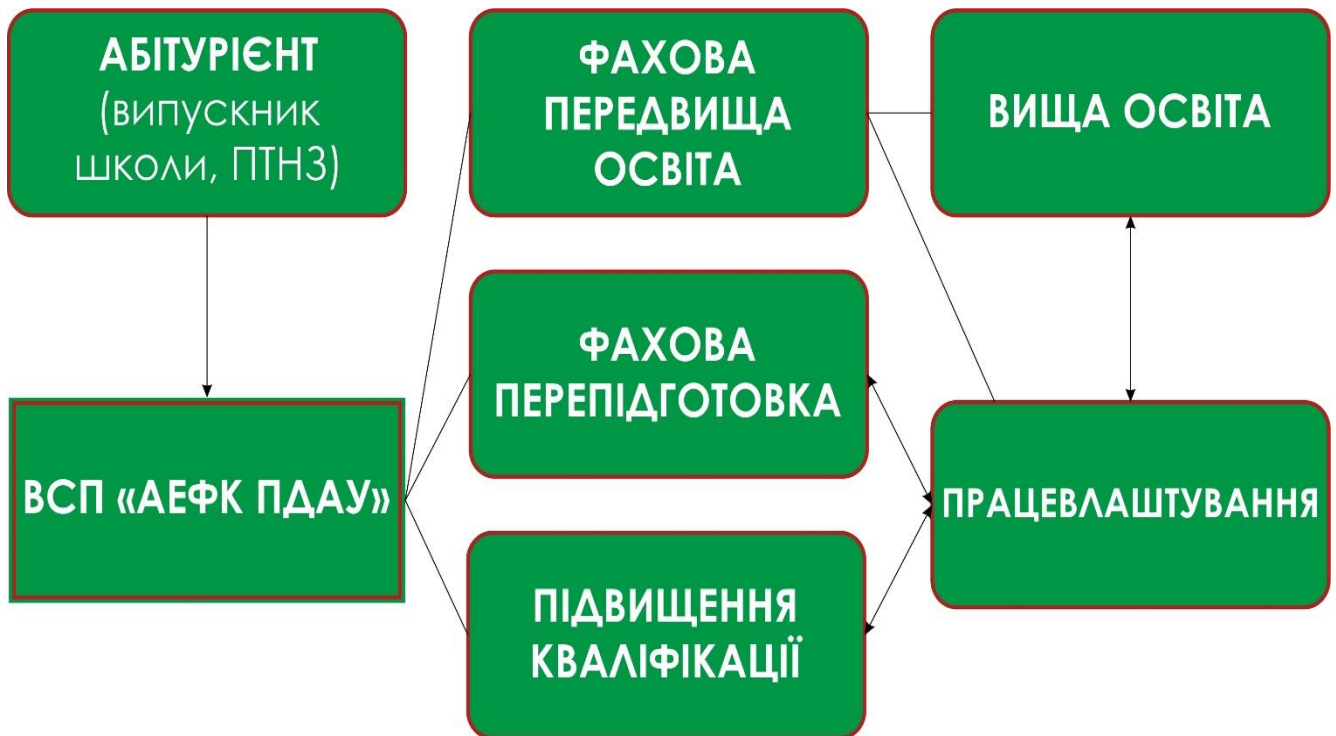 АБІТУРІЄНТ
(випускник
школи, ПТНЗ)
ФАХОВА
ПЕРЕДВИЩА
ОСВІТА
ВИЩА ОСВІТА
ФАХОВА
ПЕРЕПІДГОТОВКА
ВСП «АЕФК ПДАУ»
ПРАЦЕВЛАШТУВАННЯ
ПІДВИЩЕННЯ
КВАЛІФІКАЦІЇ